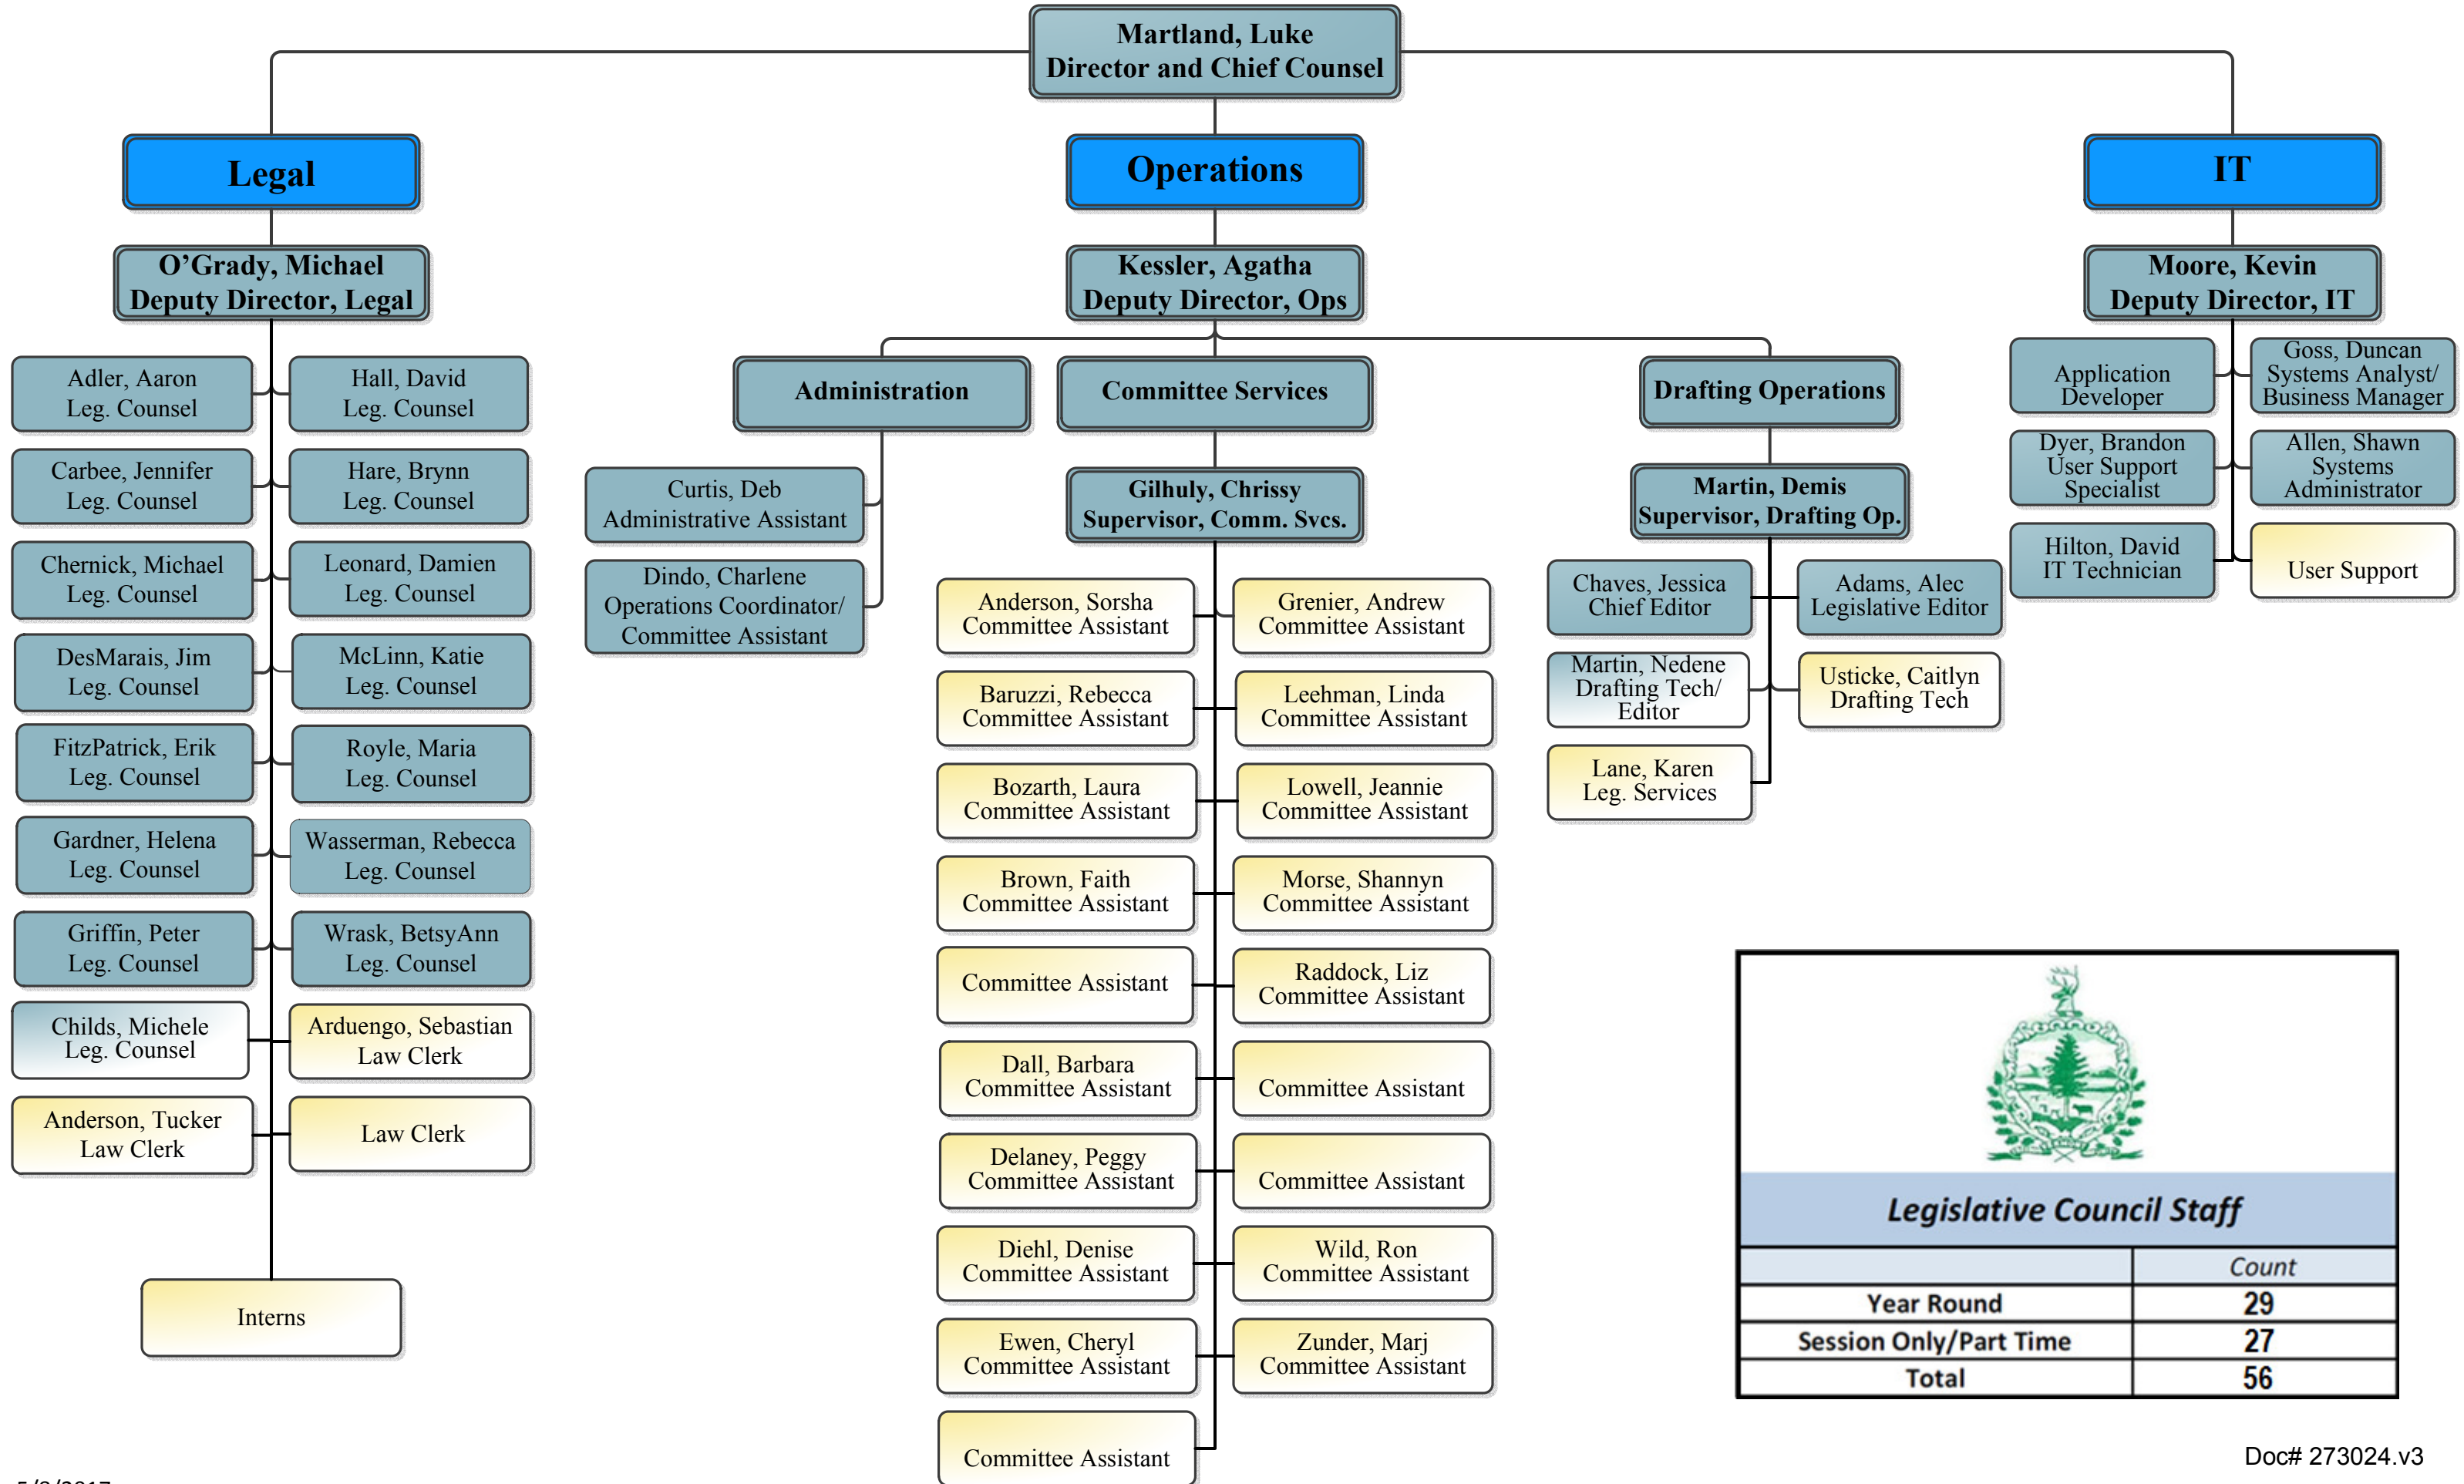 Martland, Luke
Director and Chief Counsel
Legal
Operations
IT
O’Grady, Michael
Deputy Director, Legal
Kessler, Agatha
Deputy Director, Ops
Moore, Kevin
Deputy Director, IT
Adler, Aaron
Leg. Counsel
Hall, David
Leg. Counsel
Carbee, Jennifer
Leg. Counsel
Hare, Brynn
Leg. Counsel
Chernick, Michael
Leg. Counsel
Leonard, Damien
Leg. Counsel
DesMarais, Jim
Leg. Counsel
McLinn, Katie
Leg. Counsel
FitzPatrick, Erik
Leg. Counsel
Royle, Maria
Leg. Counsel
Gardner, Helena
Leg. Counsel
Wasserman, Rebecca
Leg. Counsel
Griffin, Peter
Leg. Counsel
Wrask, BetsyAnn
Leg. Counsel
Childs, Michele
Leg. Counsel
Arduengo, Sebastian
Law Clerk
Anderson, Tucker
Law Clerk
Law Clerk
Interns
Administration
Curtis, Deb
Administrative Assistant
Dindo, Charlene
Operations Coordinator/
Committee Assistant
Committee Services
Gilhuly, Chrissy
Supervisor, Comm. Svcs.
Anderson, Sorsha
Committee Assistant
Grenier, Andrew
Committee Assistant
Baruzzi, Rebecca
Committee Assistant
Leehman, Linda
Committee Assistant
Bozarth, Laura
Committee Assistant
Lowell, Jeannie
Committee Assistant
Brown, Faith
Committee Assistant
Morse, Shannyn
Committee Assistant
Committee Assistant
Raddock, Liz
Committee Assistant
Dall, Barbara
Committee Assistant
Committee Assistant
Delaney, Peggy
Committee Assistant
Committee Assistant
Diehl, Denise
Committee Assistant
Wild, Ron
Committee Assistant
Ewen, Cheryl
Committee Assistant
Zunder, Marj
Committee Assistant
Committee Assistant
Drafting Operations
Martin, Demis
Supervisor, Drafting Op.
Chaves, Jessica
Chief Editor
Adams, Alec
Legislative Editor
Martin, Nedene
Drafting Tech/
Editor
Usticke, Caitlyn
Drafting Tech
Lane, Karen
Leg. Services
Application
Developer
Goss, Duncan
Systems Analyst/
Business Manager
Dyer, Brandon
User Support
Specialist
Allen, Shawn
Systems
Administrator
Hilton, David
IT Technician
User Support
Legislative Council Staff
Count
Year Round 29
Session Only/Part Time 27
Total 56
Doc# 273024.v3